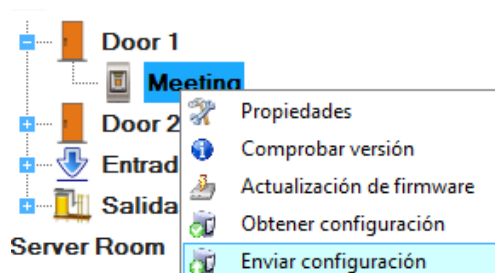 Door 1
Meeting
Propiedades
Door 2
Comprobar versión
Entrad
Actualización de firmware
Salida
Obtener configuración
Server Room
Enviar configuración